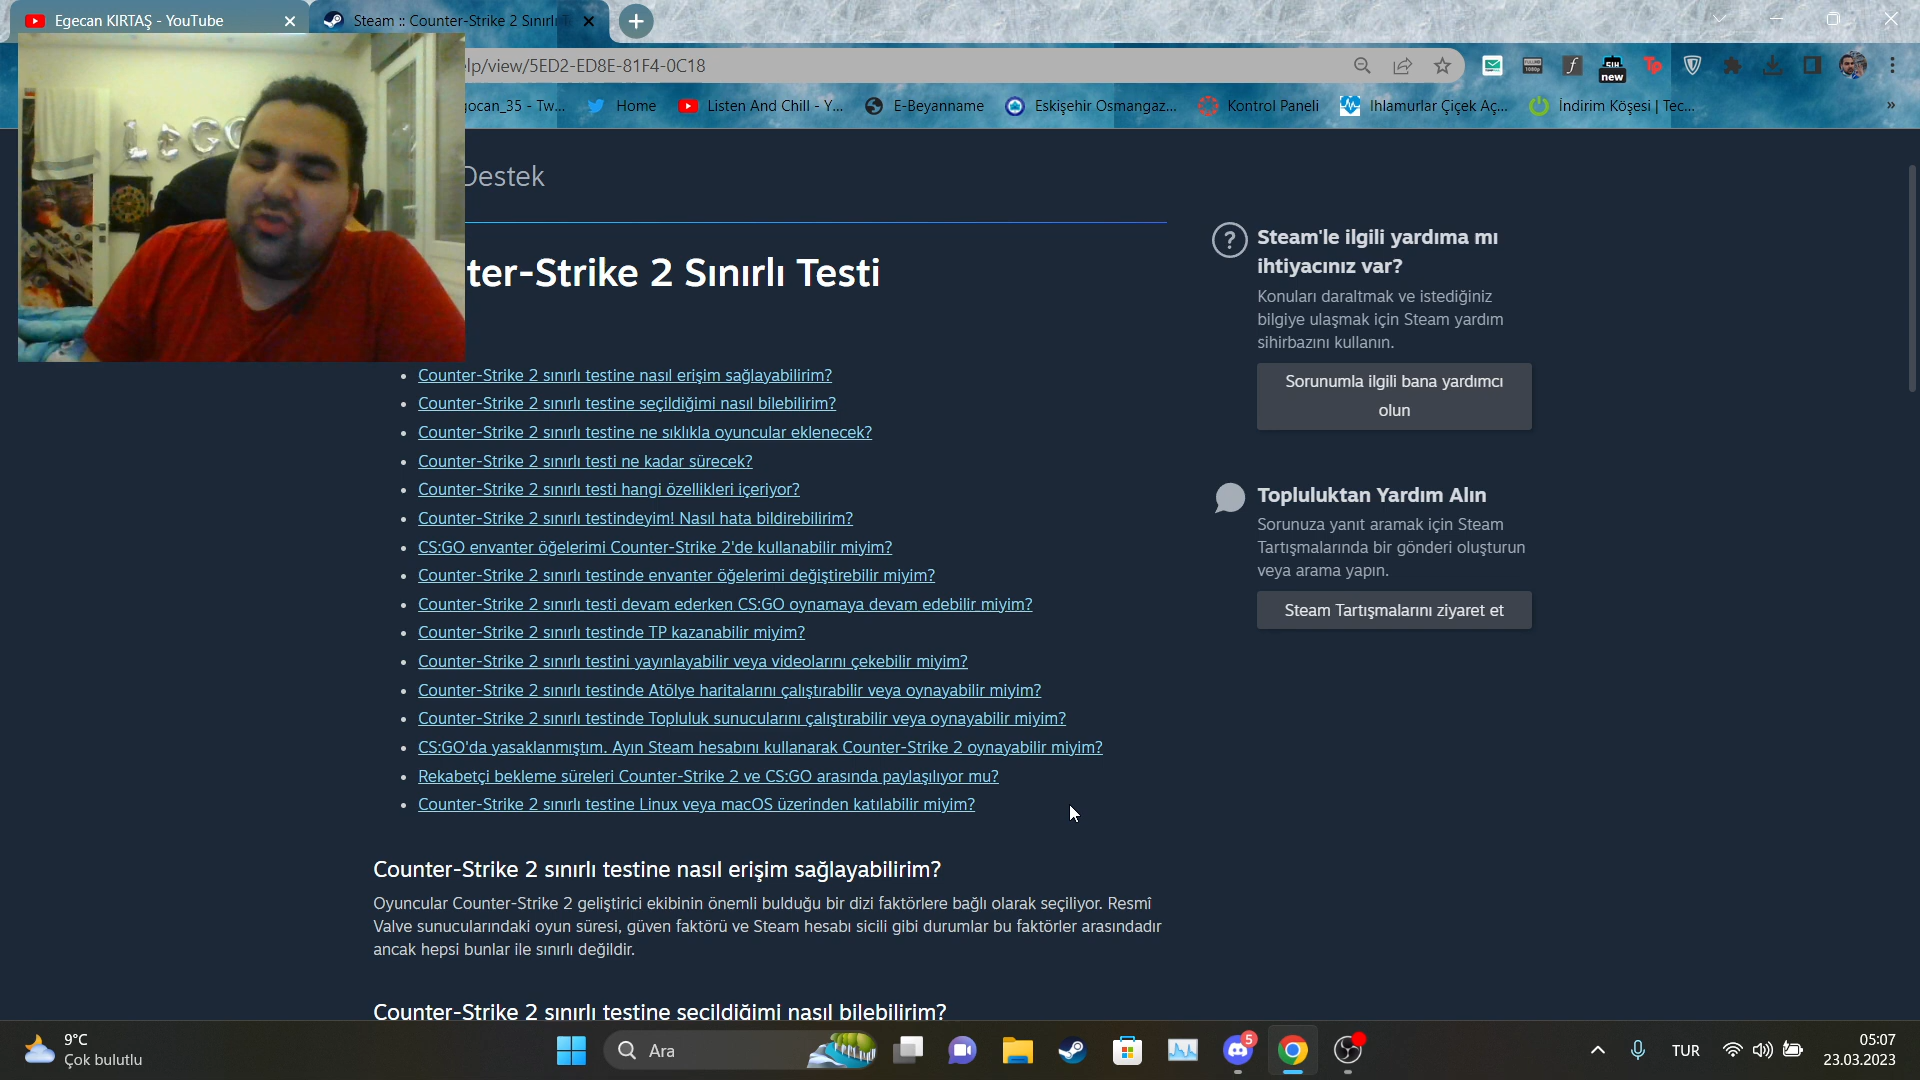 Egecan KIRTAŞ - YouTube
Steam :: Counter-Strike 2 Sınırlı T
lp/view/5ED2-ED8E-81F4-0C18
new
gocan_35 - Tw...
Home
Listen And Chill - Y...
E-Beyanname
Eskişehir Osmangaz...
Kontrol Paneli
Ihlamurlar Çiçek Aç...
İndirim Köşesi | Tec...
»
LEGO
Destek
ter-Strike 2 Sınırlı Testi
Counter-Strike 2 sınırlı testine nasıl erişim sağlayabilirim?
Counter-Strike 2 sınırlı testine seçildiğimi nasıl bilebilirim?
Counter-Strike 2 sınırlı testine ne sıklıkla oyuncular eklenecek?
Counter-Strike 2 sınırlı testi ne kadar sürecek?
Counter-Strike 2 sınırlı testi hangi özellikleri içeriyor?
Counter-Strike 2 sınırlı testindeyim! Nasıl hata bildirebilirim?
CS:GO envanter öğelerimi Counter-Strike 2'de kullanabilir miyim?
Counter-Strike 2 sınırlı testinde envanter öğelerimi değiştirebilir miyim?
Counter-Strike 2 sınırlı testi devam ederken CS:GO oynamaya devam edebilir miyim?
Counter-Strike 2 sınırlı testinde TP kazanabilir miyim?
Counter-Strike 2 sınırlı testini yayınlayabilir veya videolarını çekebilir miyim?
Counter-Strike 2 sınırlı testinde Atölye haritalarını çalıştırabilir veya oynayabilir miyim?
Counter-Strike 2 sınırlı testinde Topluluk sunucularını çalıştırabilir veya oynayabilir miyim?
CS:GO'da yasaklanmıştım. Ayın Steam hesabını kullanarak Counter-Strike 2 oynayabilir miyim?
Rekabetçi bekleme süreleri Counter-Strike 2 ve CS:GO arasında paylaşılıyor mu?
Counter-Strike 2 sınırlı testine Linux veya macOS üzerinden katılabilir miyim?
Counter-Strike 2 sınırlı testine nasıl erişim sağlayabilirim?
Oyuncular Counter-Strike 2 geliştirici ekibinin önemli bulduğu bir dizi faktörlere bağlı olarak seçiliyor. Resmî
Valve sunucularındaki oyun süresi, güven faktörü ve Steam hesabı sicili gibi durumlar bu faktörler arasındadır
ancak hepsi bunlar ile sınırlı değildir.
Counter-Strike 2 sınırlı testine seçildiğimi nasıl bilebilirim?
Steam'le ilgili yardıma mı
ihtiyacınız var?
Konuları daraltmak ve istediğiniz
bilgiye ulaşmak için Steam yardım
sihirbazını kullanın.
Sorunumla ilgili bana yardımcı
olun
Topluluktan Yardım Alın
Sorunuza yanıt aramak için Steam
Tartışmalarında bir gönderi oluşturun
veya arama yapın.
Steam Tartışmalarını ziyaret et
9°C
Çok bulutlu
Ara
5
TUR
05:07
23.03.2023